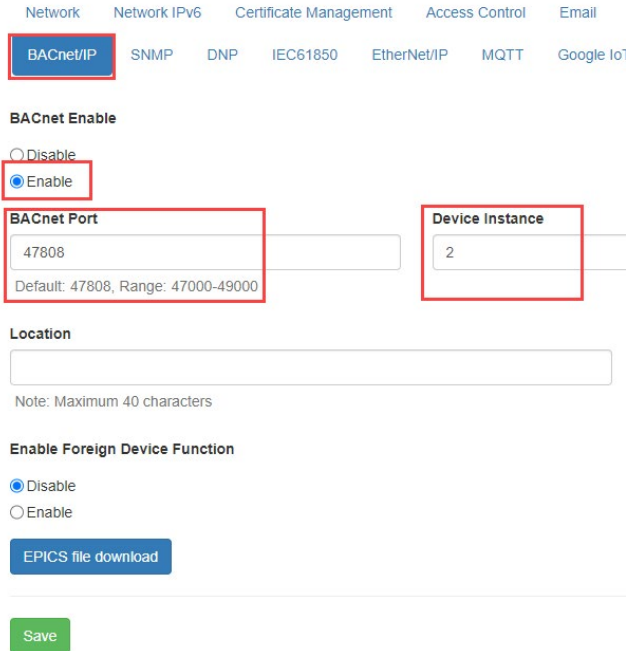 Network Network IPv6 Certificate Management Access Control Email
BACnet/IP SNMP DNP IEC61850 EtherNet/IP MQTT Google IoT
BACnet Enable
Disable
Enable
BACnet Port Device Instance
47808 2
Default: 47808, Range: 47000-49000
Location
Note: Maximum 40 characters
Enable Foreign Device Function
Disable
Enable
EPICS file download
Save